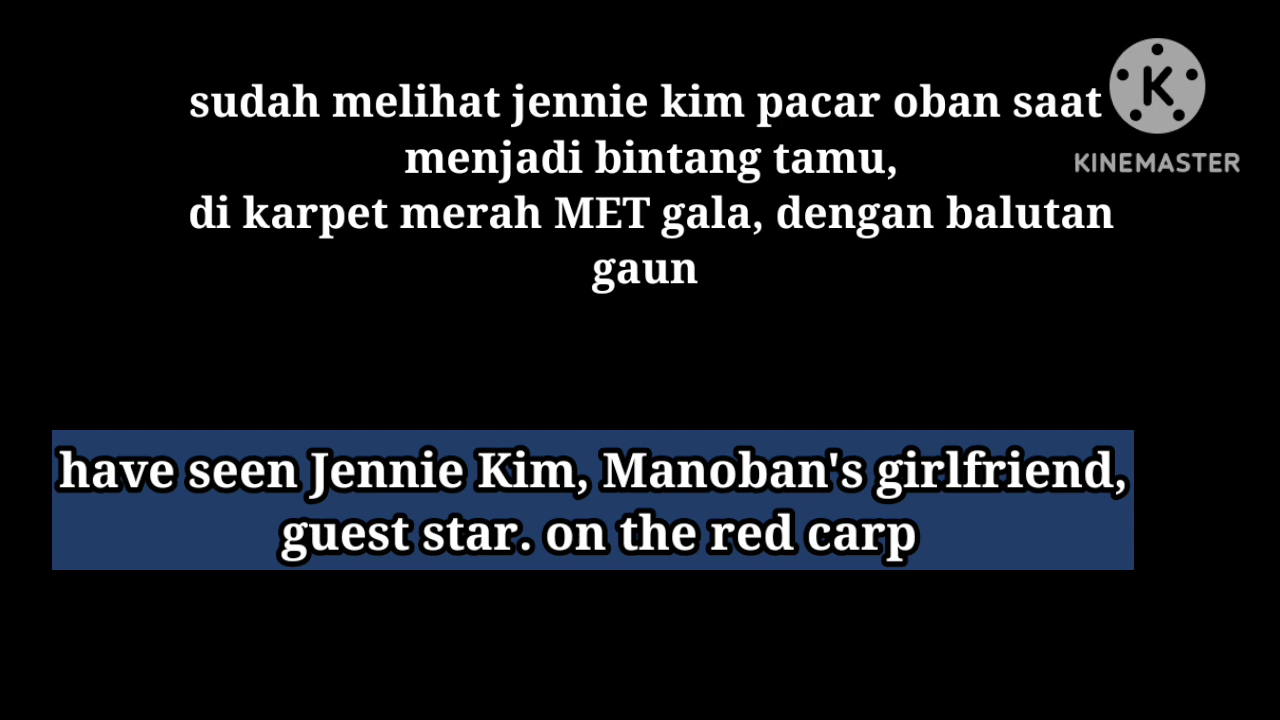 sudah melihat jennie kim pacar oban saat
menjadi bintang tamu,
di karpet merah MET gala, dengan balutan
gaun
KINEMASTER
have seen Jennie Kim, Manoban's girlfriend,
guest star. on the red carp